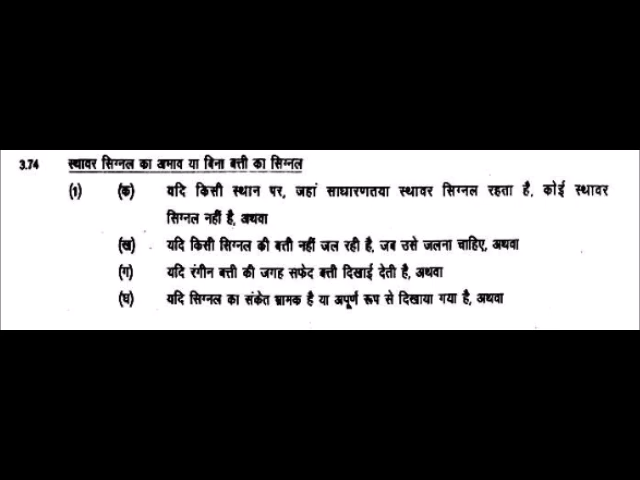 3.74 स्थावर सिग्नल का अभाव या बिना बत्ती का सिग्नल
(१) (क) यदि किसी स्थान पर, जहां साधारणतया स्थावर सिग्नल रहता है, कोई स्थावर
सिग्नल नहीं है, अथवा
(ख) यदि किसी सिग्नल की बत्ती नहीं जल रही है, जब उसे जलना चाहिए, अथवा
(ग) यदि रंगीन बत्ती की जगह सफेद बत्ती दिखाई देती है, अथवा
(घ) यदि सिग्नल का संकेत भ्रामक है या अपूर्ण रूप से दिखाया गया है, अथवा